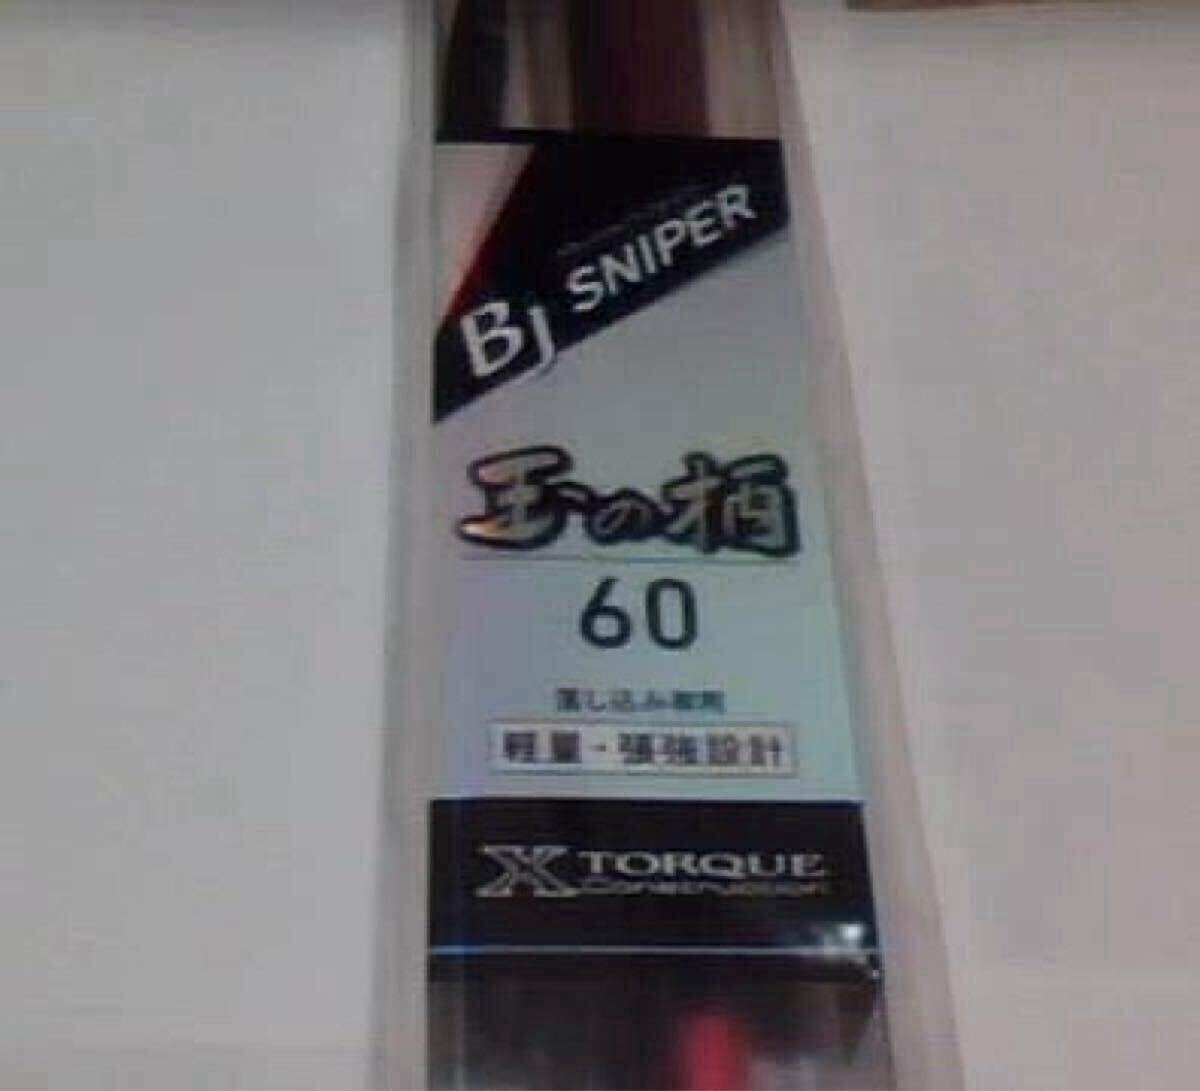 BJ SNIPER
玉の柄
60
落し込み専用
軽量・張強設計
X TORQUE
Construction